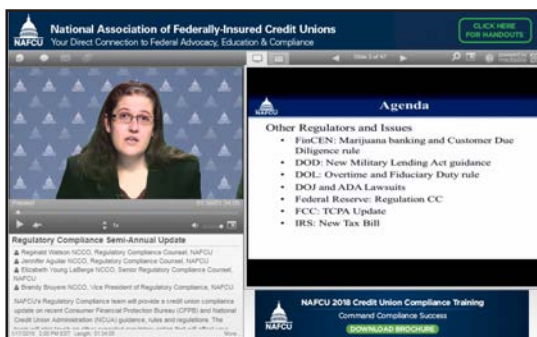 National Association of Federally-Insured Credit Unions
Your Direct Connection to Federal Advocacy, Education & Compliance
NAFCU
CLICK HERE
FOR HANDOUTS
Slide 3 of 47
NAFCU
Agenda
Other Regulators and Issues
• FinCEN: Marijuana banking and Customer Due
Diligence rule
• DOD: New Military Lending Act guidance
• DOL: Overtime and Fiduciary Duty rule
• DOJ and ADA Lawsuits
• Federal Reserve: Regulation CC
• FCC: TCPA Update
• IRS: New Tax Bill
1x
Regulatory Compliance Semi-Annual Update
Reginald Watson NCCO, Regulatory Compliance Counsel, NAFCU
Jennifer Aguilar NCCO, Regulatory Compliance Counsel, NAFCU
Elizabeth Young LaBerge NCCO, Senior Regulatory Compliance Counsel,
NAFCU
Brandy Bruyere NCCO, Vice President of Regulatory Compliance, NAFCU
NAFCU's Regulatory Compliance team will provide a credit union compliance
update on recent Consumer Financial Protection Bureau (CFPB) and National
Credit Union Administration (NCUA) guidance, rules and regulations. The
More...
NAFCU 2018 Credit Union Compliance Training
Command Compliance Success
DOWNLOAD BROCHURE
NAFCU